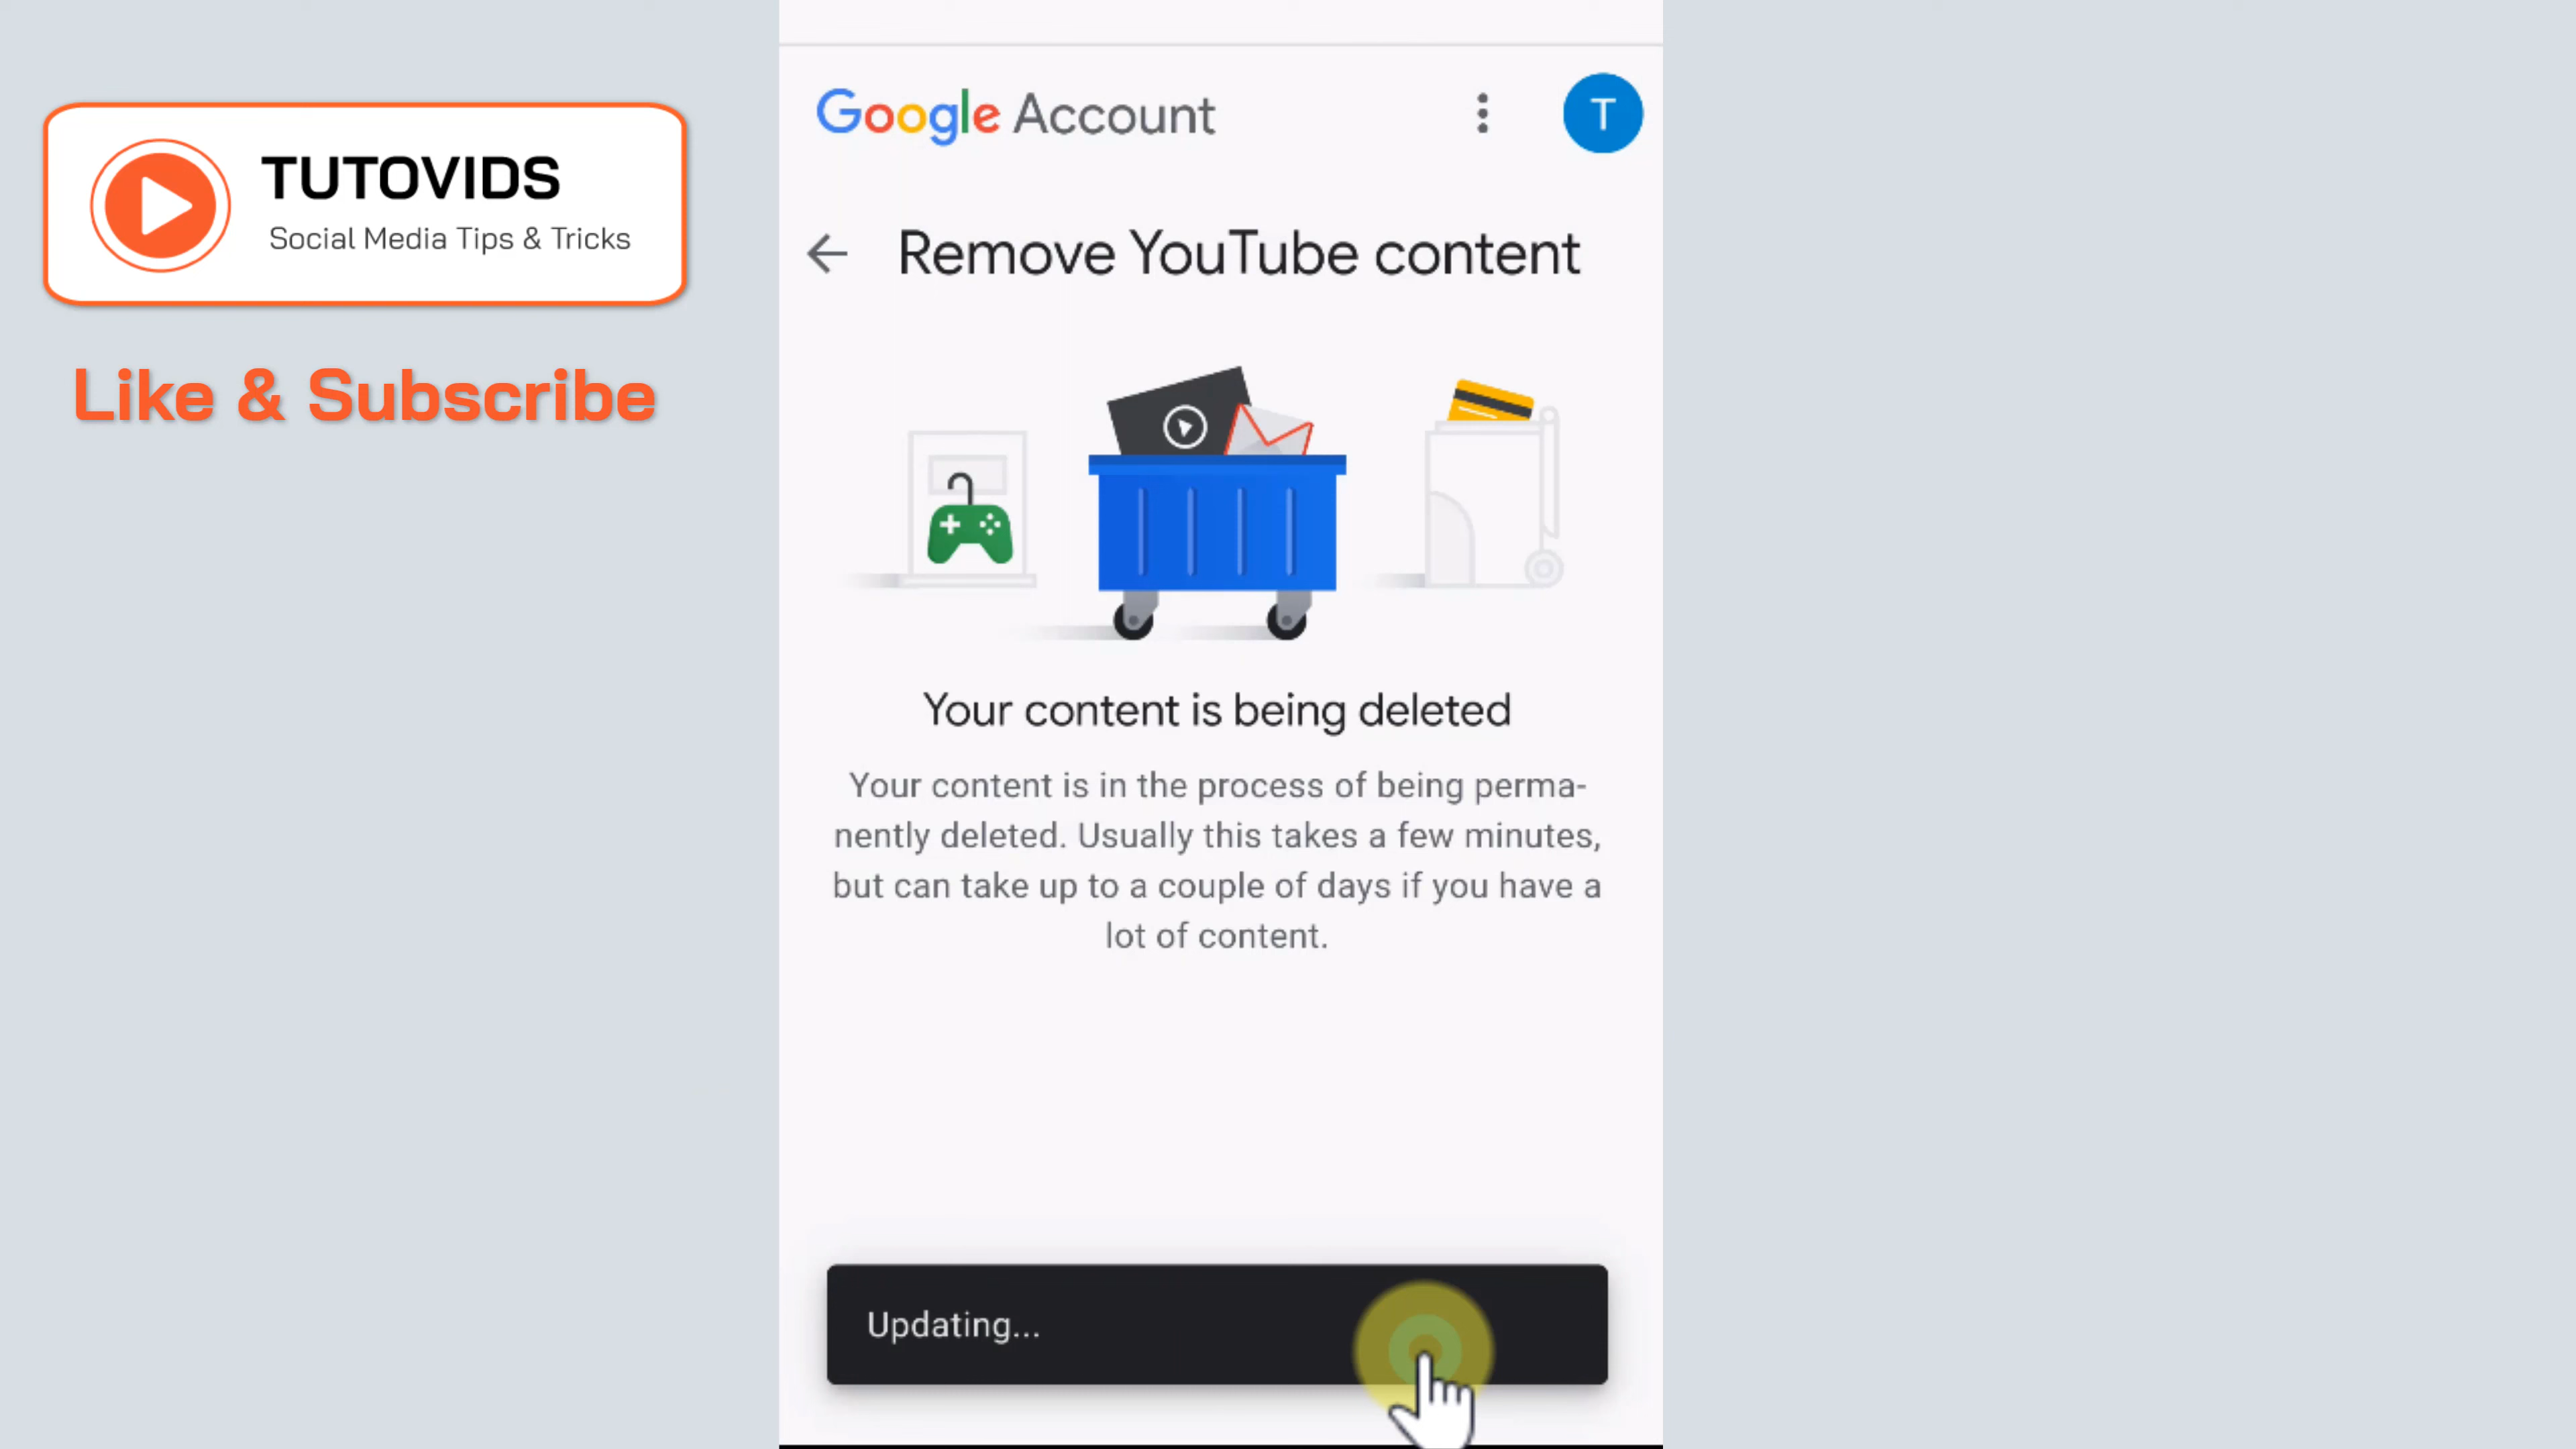 TUTOVIDS
Social Media Tips & Tricks
Like & Subscribe
Google Account
T
Remove YouTube content
Your content is being deleted
Your content is in the process of being perma-
nently deleted. Usually this takes a few minutes,
but can take up to a couple of days if you have a
lot of content.
Updating...